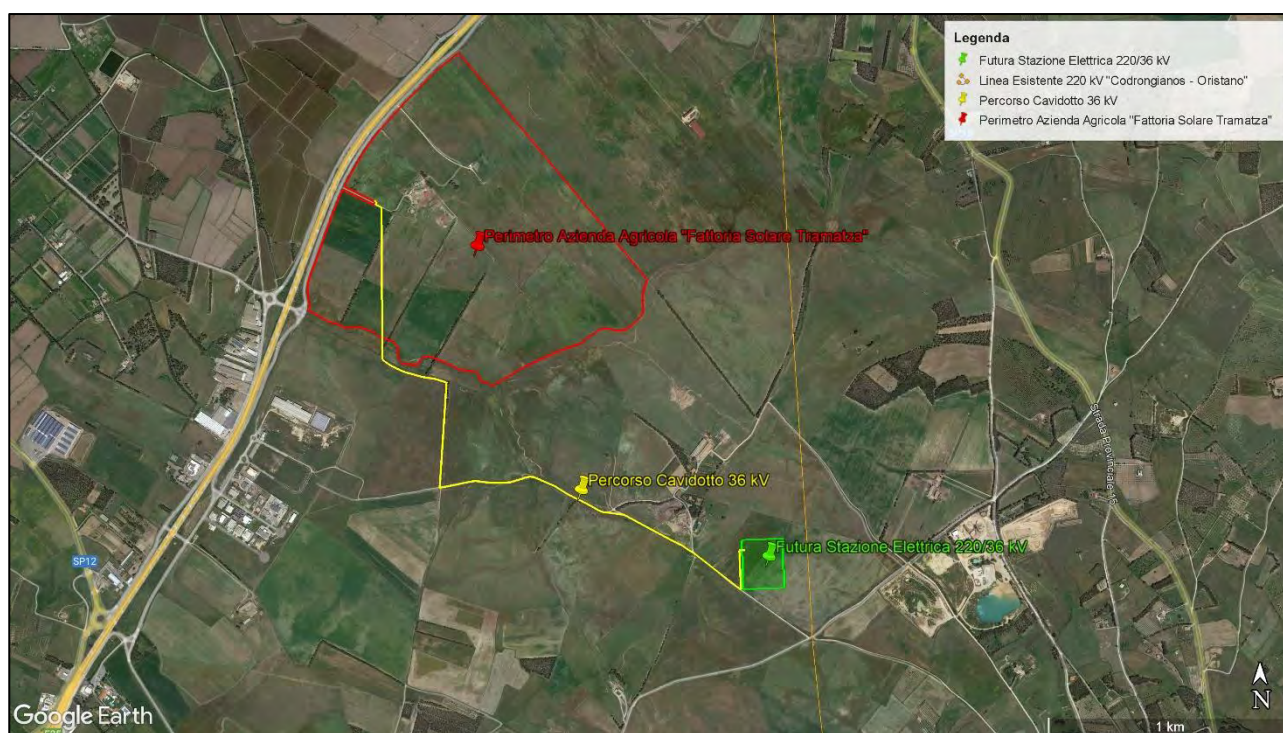 Legenda
Futura Stazione Elettrica 220/36 kV
Linea Esistente 220 kV "Codrongianos - Oristano"
Percorso Cavidotto 36 kV
Perimetro Azienda Agricola "Fattoria Solare Tramatza"
Perimetro Azienda Agricola "Fattoria Solare Tramatza"
Percorso Cavidotto 36 kV
Futura Stazione Elettrica 220/36 kV
Strada Provinciale 15
SP12
Google Earth
N
1 km